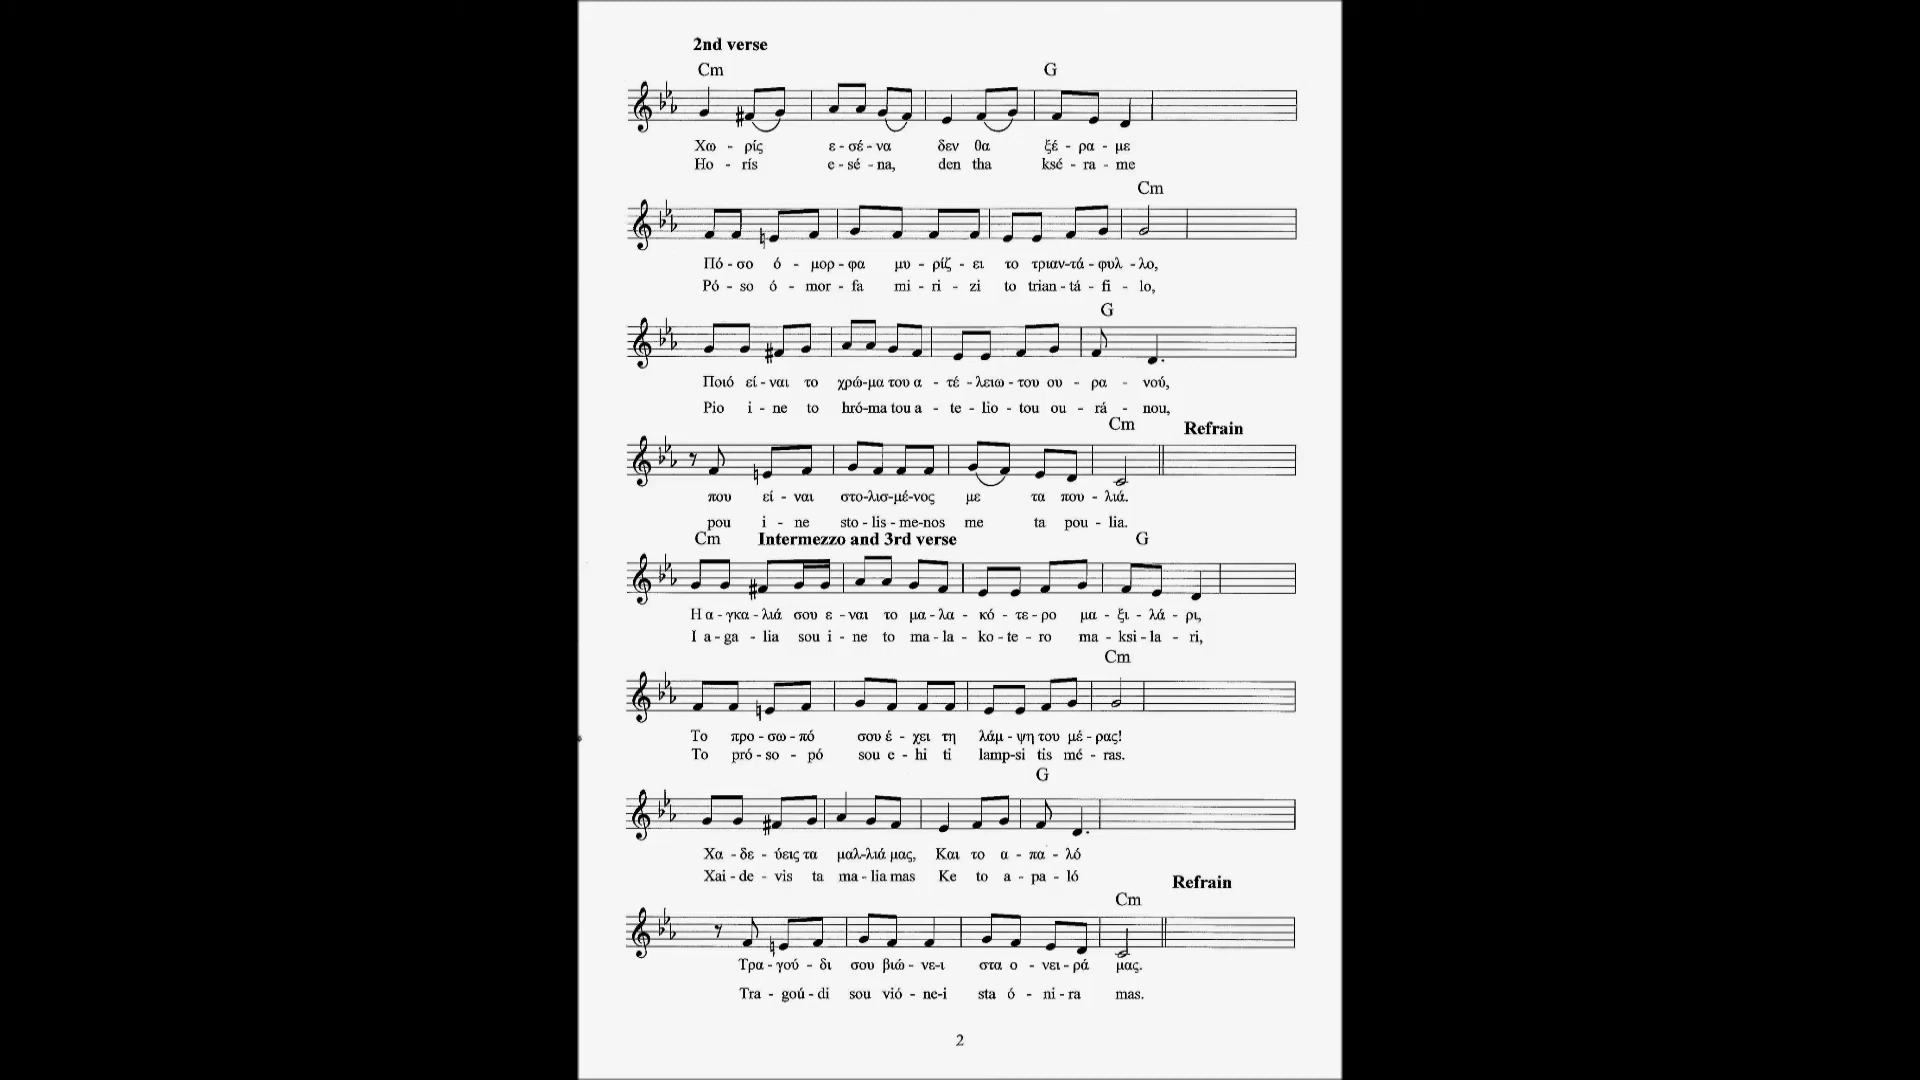 2nd verse
Cm G
Χω - ρίς ε - σέ - να δεν θα ξέ - ρα - με
Ho - rís e - sé - na, den tha ksé - ra - me
Cm
Πό - σο ό - μορ - φα μυ - ρίζ - ει το τριαν-τά - φυλ - λο,
Pó - so ó - mor - fa mi - ri - zi to trian - tá - fi - lo,
G
Ποιό εί - ναι το χρώ-μα του α - τέ - λειω - του ου - ρα - νού,
Pio i - ne to hró-ma tou a - te - lio - tou ou - rá - nou,
Cm Refrain
που εί - ναι στο-λισ-μέ-νος με τα που - λιά.
pou i - ne sto - lis - me-nos me ta pou - lia.
Cm Intermezzo and 3rd verse G
Η α - γκα - λιά σου ε - ναι το μα - λα - κό - τε - ρο μα - ξι - λά - ρι,
I a - ga - lia sou i - ne to ma - la - ko - te - ro ma - ksi - la - ri,
Cm
Το προ - σω - πό σου έ - χει τη λάμ - ψη του μέ - ρας!
To pró - so - pó sou e - hi ti lamp-si tis mé - ras.
G
Χα - δε - ύεις τα μαλ-λιά μας, Και το α - πα - λό
Xai - de - vis ta ma - lia mas Ke to a - pa - ló
Refrain
Cm
Τρα - γού - δι σου βιώ - νε-ι στα ο - νει - ρά μας.
Tra - goú - di sou vió - ne-i sta ó - ni - ra mas.
2